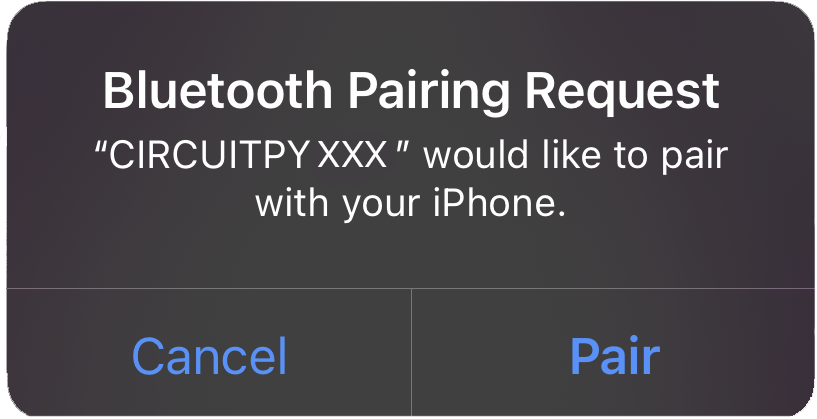 Bluetooth Pairing Request
“CIRCUITPY XXX ” would like to pair
with your iPhone.
Cancel
Pair